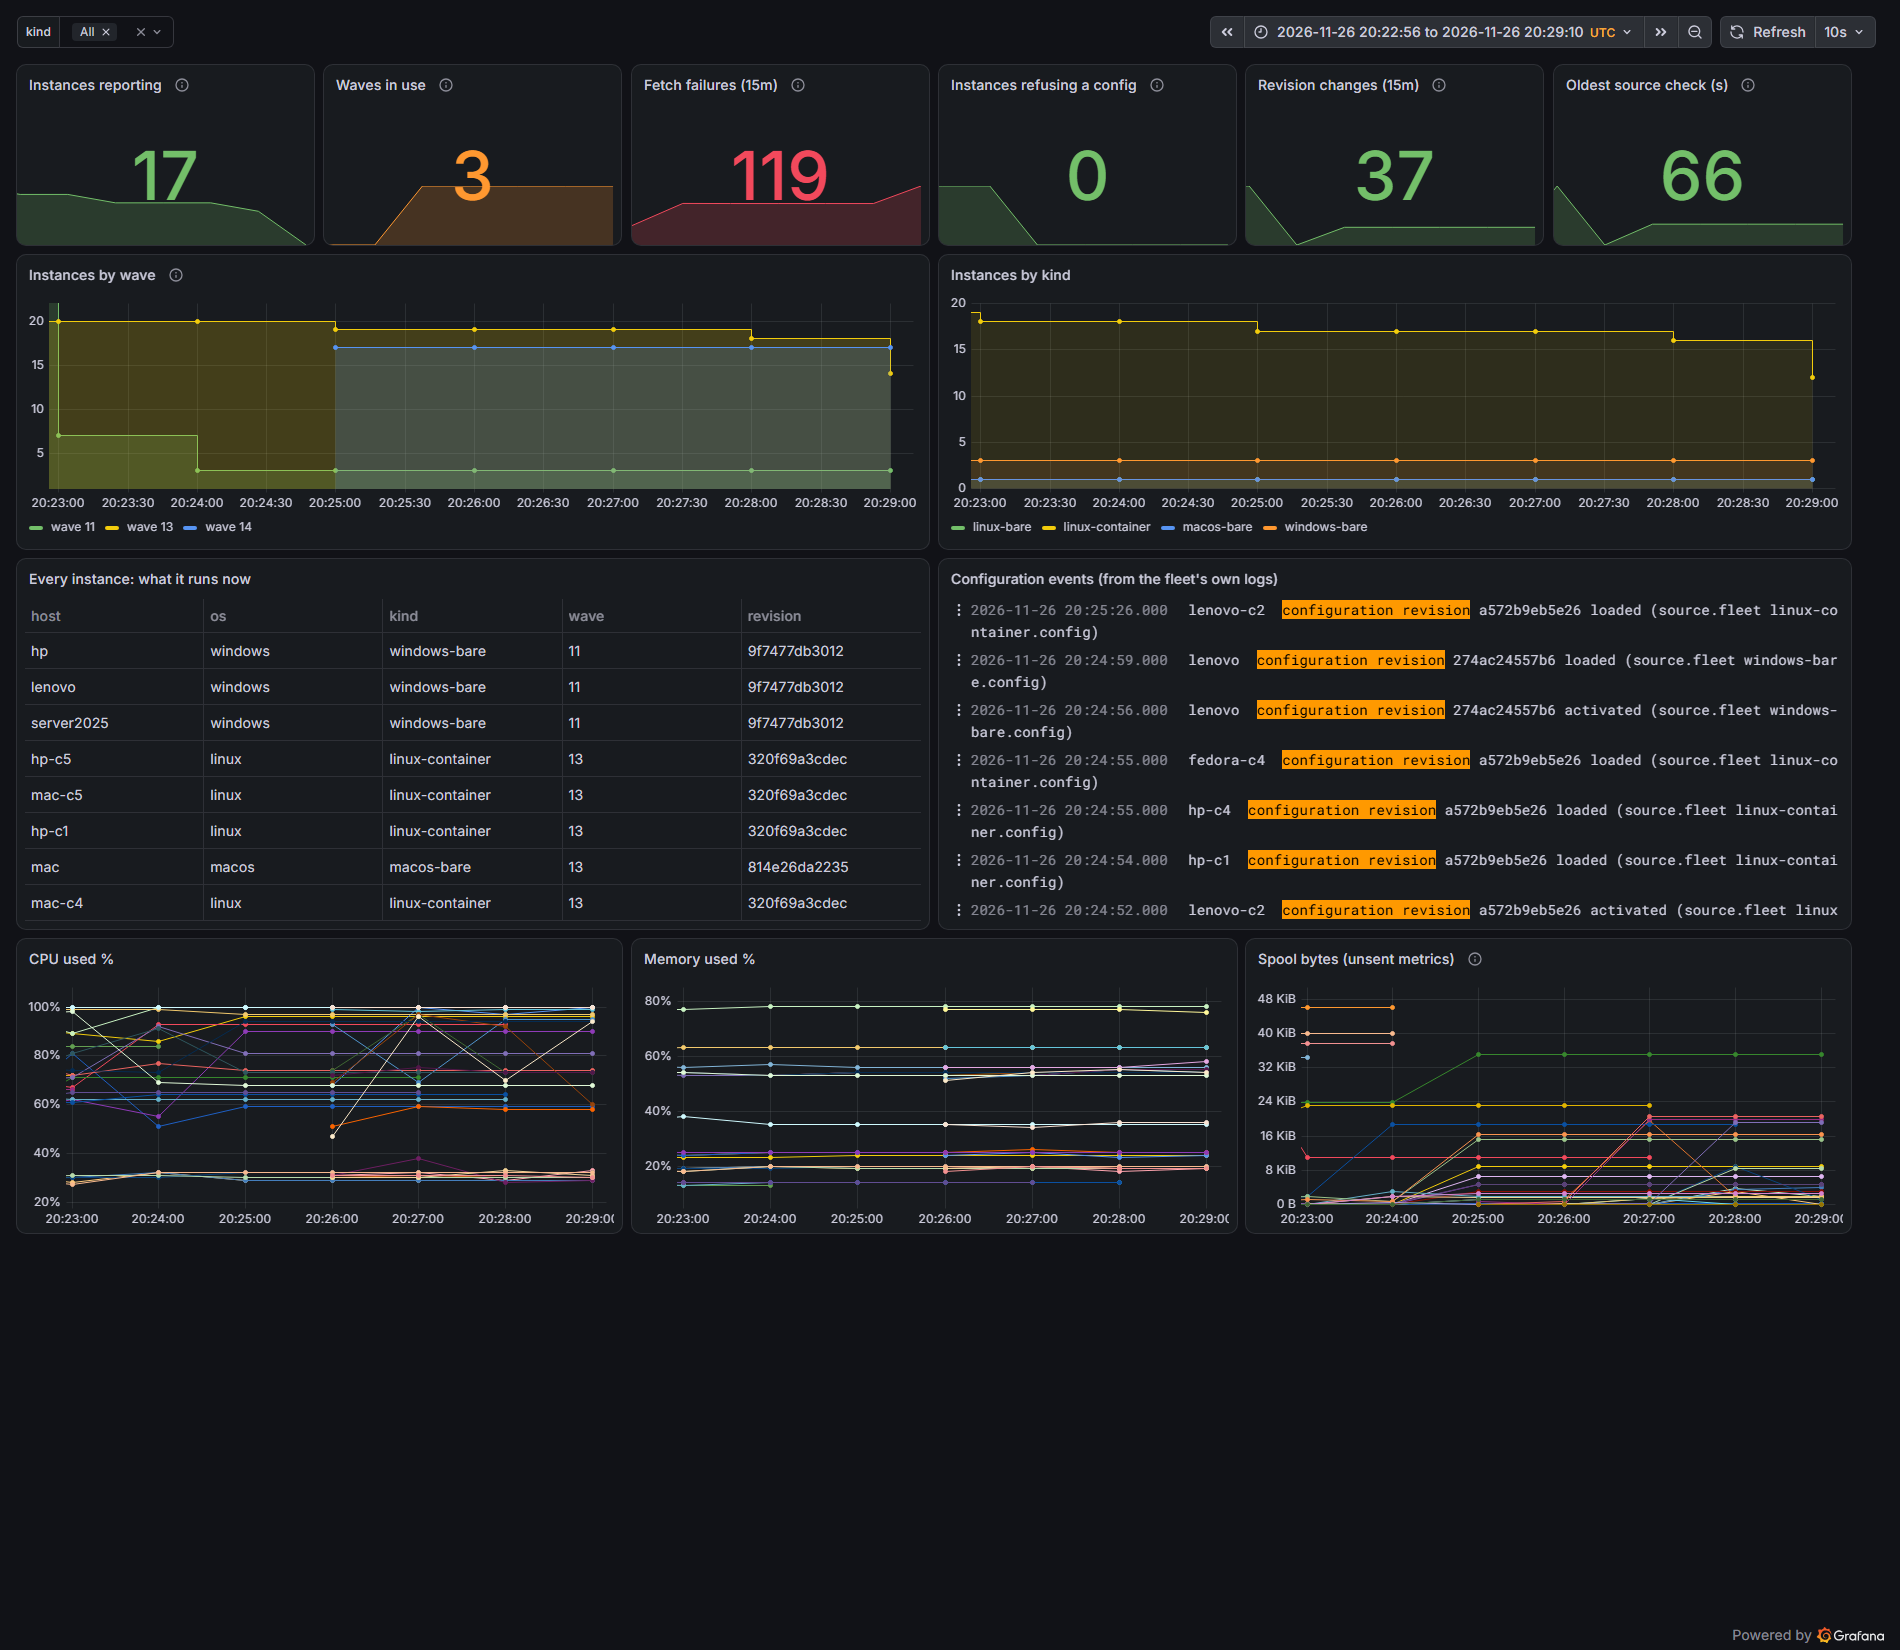 kind All
2026-11-26 20:22:56 to 2026-11-26 20:29:10 UTC Refresh 10s
Instances reporting
17
Waves in use
3
Fetch failures (15m)
119
Instances refusing a config
0
Revision changes (15m)
37
Oldest source check (s)
66
Instances by wave
20
15
10
5
20:23:00 20:23:30 20:24:00 20:24:30 20:25:00 20:25:30 20:26:00 20:26:30 20:27:00 20:27:30 20:28:00 20:28:30 20:29:00
wave 11 wave 13 wave 14
Instances by kind
20
15
10
5
0
20:23:00 20:23:30 20:24:00 20:24:30 20:25:00 20:25:30 20:26:00 20:26:30 20:27:00 20:27:30 20:28:00 20:28:30 20:29:00
linux-bare linux-container macos-bare windows-bare
Every instance: what it runs now
host os kind wave revision
hp windows windows-bare 11 9f7477db3012
lenovo windows windows-bare 11 9f7477db3012
server2025 windows windows-bare 11 9f7477db3012
hp-c5 linux linux-container 13 320f69a3cdec
mac-c5 linux linux-container 13 320f69a3cdec
hp-c1 linux linux-container 13 320f69a3cdec
mac macos macos-bare 13 814e26da2235
mac-c4 linux linux-container 13 320f69a3cdec
Configuration events (from the fleet's own logs)
2026-11-26 20:25:26.000 lenovo-c2 configuration revision a572b9eb5e26 loaded (source.fleet linux-co
ntainer.config)
2026-11-26 20:24:59.000 lenovo configuration revision 274ac24557b6 loaded (source.fleet windows-bar
e.config)
2026-11-26 20:24:56.000 lenovo configuration revision 274ac24557b6 activated (source.fleet windows-
bare.config)
2026-11-26 20:24:55.000 fedora-c4 configuration revision a572b9eb5e26 loaded (source.fleet linux-co
ntainer.config)
2026-11-26 20:24:55.000 hp-c4 configuration revision a572b9eb5e26 loaded (source.fleet linux-contai
ner.config)
2026-11-26 20:24:54.000 hp-c1 configuration revision a572b9eb5e26 loaded (source.fleet linux-contai
ner.config)
2026-11-26 20:24:52.000 lenovo-c2 configuration revision a572b9eb5e26 activated (source.fleet linux
CPU used %
100%
80%
60%
40%
20%
20:23:00 20:24:00 20:25:00 20:26:00 20:27:00 20:28:00 20:29:00
Memory used %
80%
60%
40%
20%
20:23:00 20:24:00 20:25:00 20:26:00 20:27:00 20:28:00 20:29:00
Spool bytes (unsent metrics)
48 KiB
40 KiB
32 KiB
24 KiB
16 KiB
8 KiB
0 B
20:23:00 20:24:00 20:25:00 20:26:00 20:27:00 20:28:00 20:29:00
Powered by Grafana